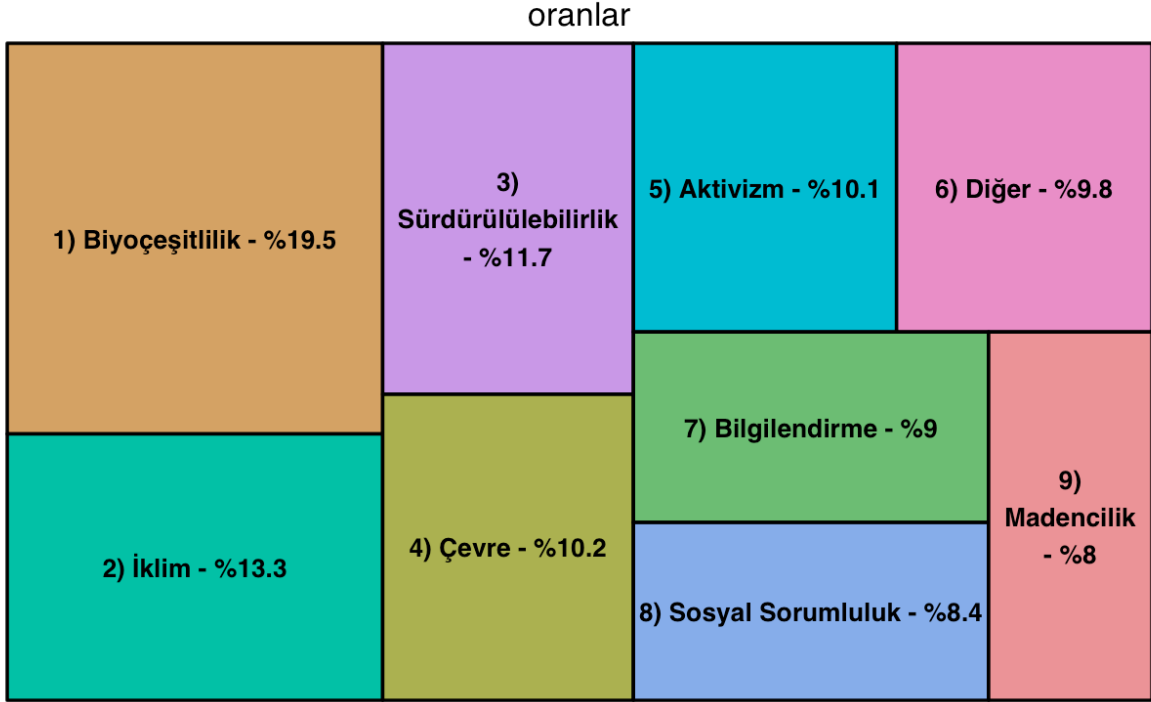 oranlar
1) Biyoçeşitlilik - %19.5
2) İklim - %13.3
3)
Sürdürülülebilirlik
- %11.7
4) Çevre - %10.2
5) Aktivizm - %10.1
6) Diğer - %9.8
7) Bilgilendirme - %9
8) Sosyal Sorumluluk - %8.4
9)
Madencilik
- %8